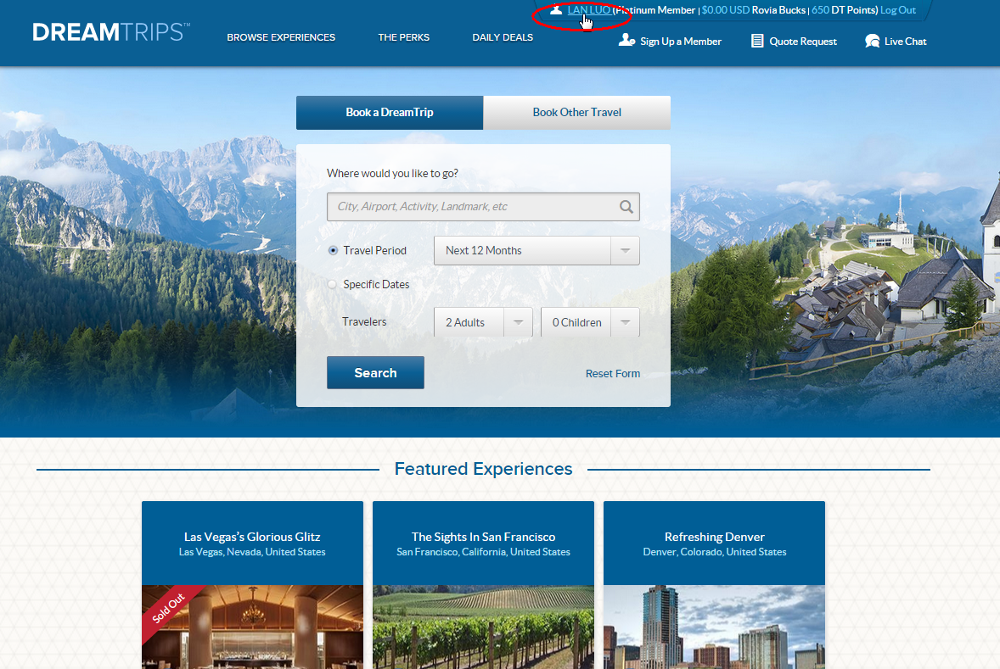 LAN LUO (Platinum Member | $0.00 USD Rovia Bucks | 650 DT Points) Log Out
DREAMTRIPS™
BROWSE EXPERIENCES THE PERKS DAILY DEALS
Sign Up a Member Quote Request Live Chat
Book a DreamTrip Book Other Travel
Where would you like to go?
City, Airport, Activity, Landmark, etc
Travel Period Next 12 Months
Specific Dates
Travelers 2 Adults 0 Children
Search Reset Form
Featured Experiences
Las Vegas's Glorious Glitz
Las Vegas, Nevada, United States
Sold Out
The Sights In San Francisco
San Francisco, California, United States
Refreshing Denver
Denver, Colorado, United States